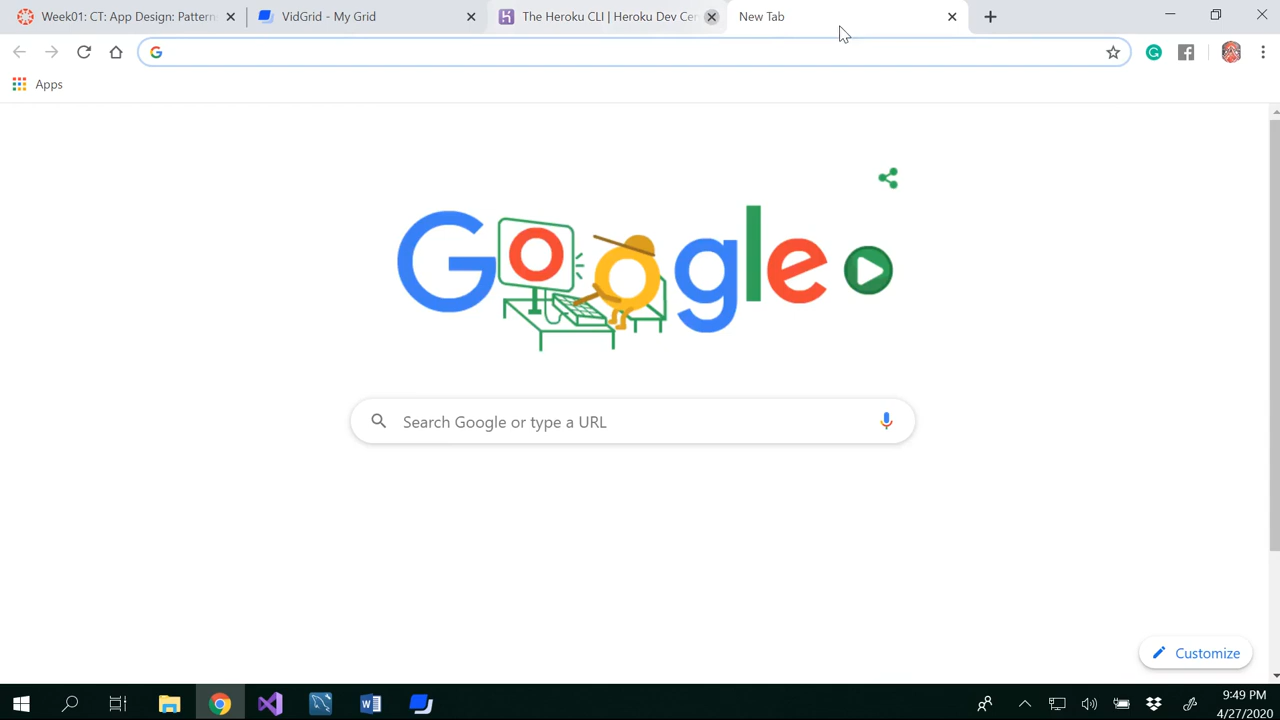 Week01: CT: App Design: Pattern
VidGrid - My Grid
The Heroku CLI | Heroku Dev Cen
New Tab
Apps
Google
Search Google or type a URL
Customize
9:49 PM
4/27/2020